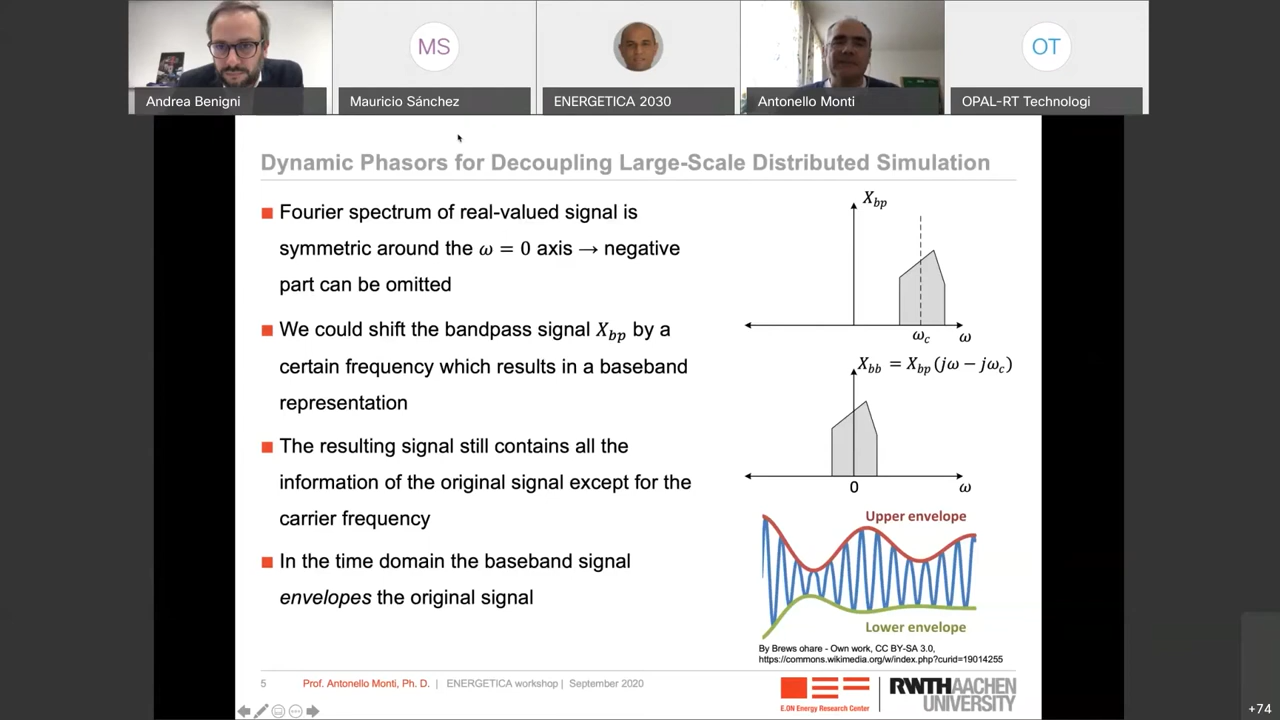 MS
OT
Andrea Benigni
Mauricio Sánchez
ENERGETICA 2030
Antonello Monti
OPAL-RT Technologi
Dynamic Phasors for Decoupling Large-Scale Distributed Simulation
Fourier spectrum of real-valued signal is
symmetric around the ω = 0 axis → negative
part can be omitted
We could shift the bandpass signal X_bp by a
certain frequency which results in a baseband
representation
The resulting signal still contains all the
information of the original signal except for the
carrier frequency
In the time domain the baseband signal
envelopes the original signal
X_bp
ω_c
ω
X_bb = X_bp(jω − jω_c)
0
ω
Upper envelope
Lower envelope
By Brews ohare - Own work, CC BY-SA 3.0,
https://commons.wikimedia.org/w/index.php?curid=19014255
5
Prof. Antonello Monti, Ph. D. | ENERGETICA workshop | September 2020
E.ON Energy Research Center
RWTHAACHEN
UNIVERSITY
+74